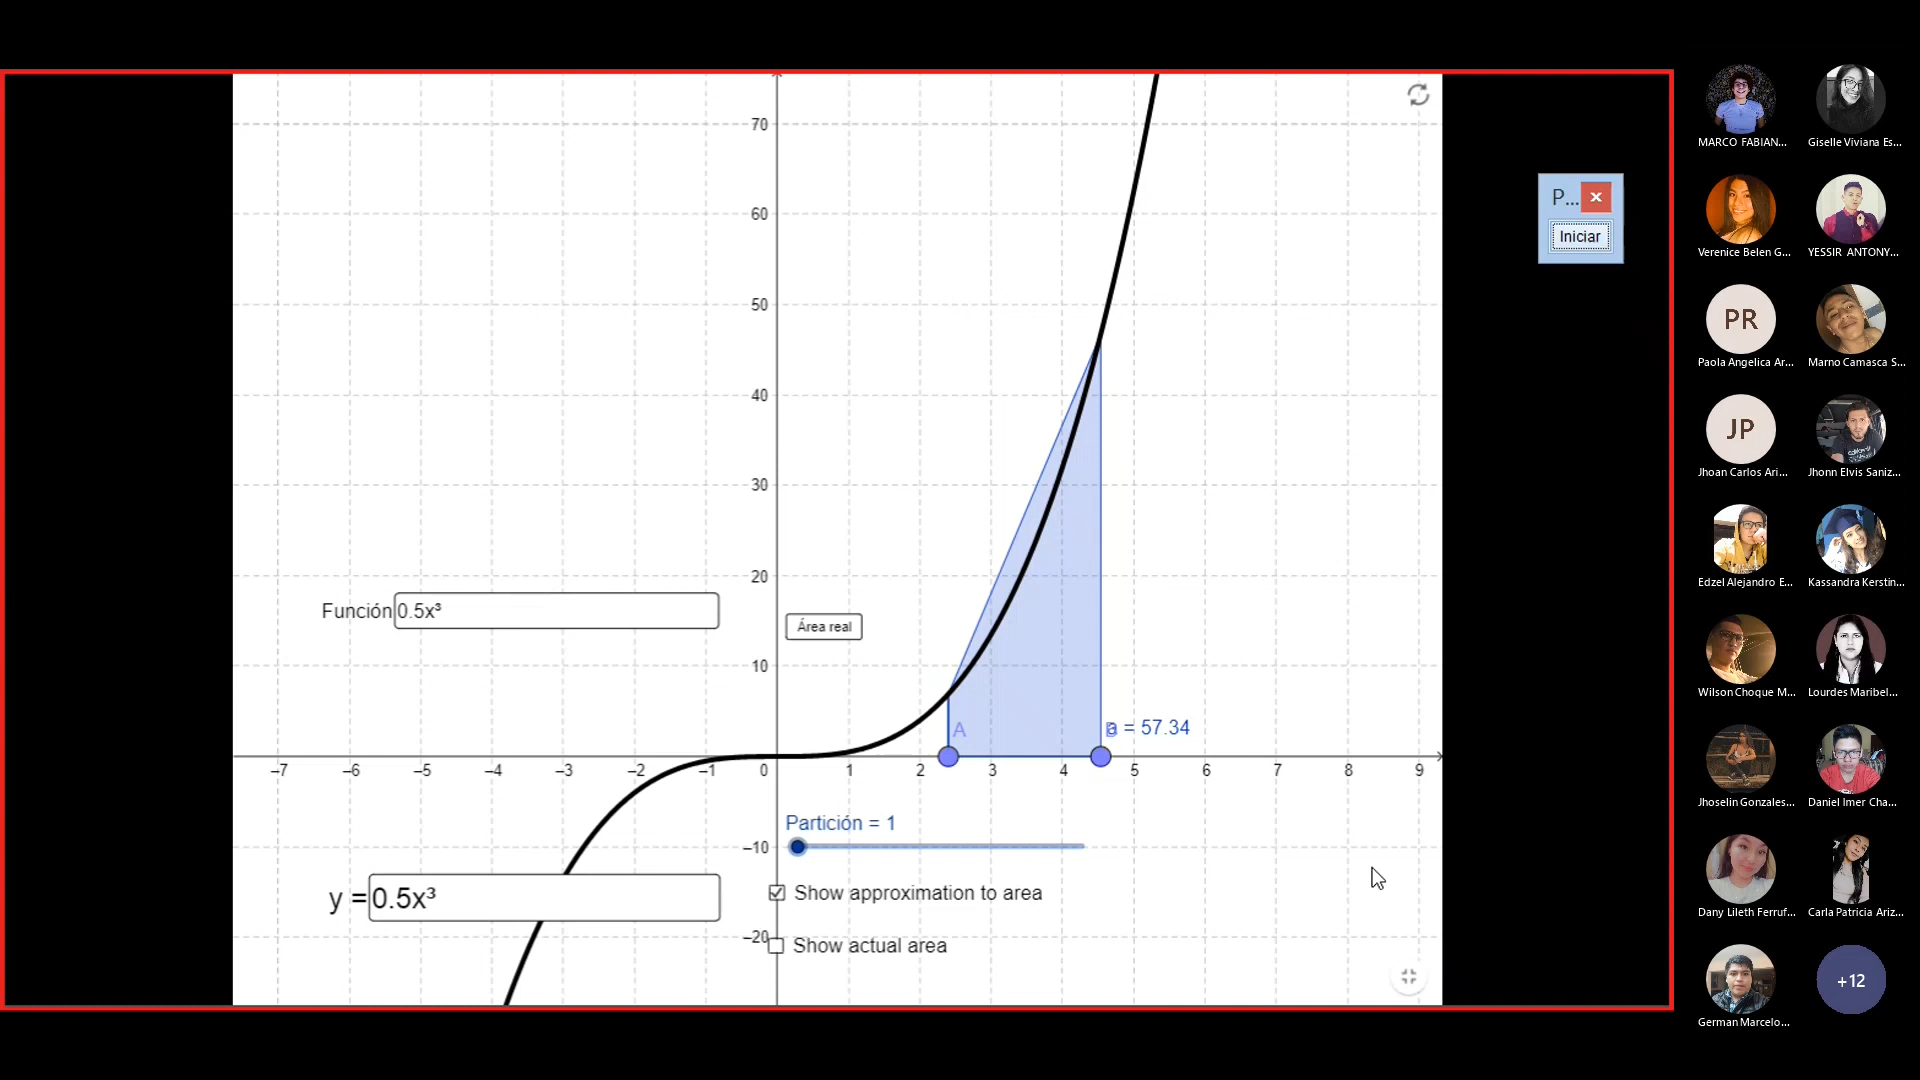 70
60
50
40
30
20
10
−10
−20
−7 −6 −5 −4 −3 −2 −1 0 1 2 3 4 5 6 7 8 9
Función 0.5x³
Área real
A
a = 57.34
Partición = 1
y = 0.5x³
Show approximation to area
Show actual area
P...
Iniciar
MARCO FABIAN...
Giselle Viviana Es...
Verenice Belen G...
YESSIR ANTONY...
PR
Paola Angelica Ar...
Marno Camasca S...
JP
Jhoan Carlos Ari...
Jhonn Elvis Saniz...
Edzel Alejandro E...
Kassandra Kerstin...
Wilson Choque M...
Lourdes Maribel...
Jhoselin Gonzales...
Daniel Imer Cha...
Dany Lileth Ferruf...
Carla Patricia Ariz...
German Marcelo...
+12